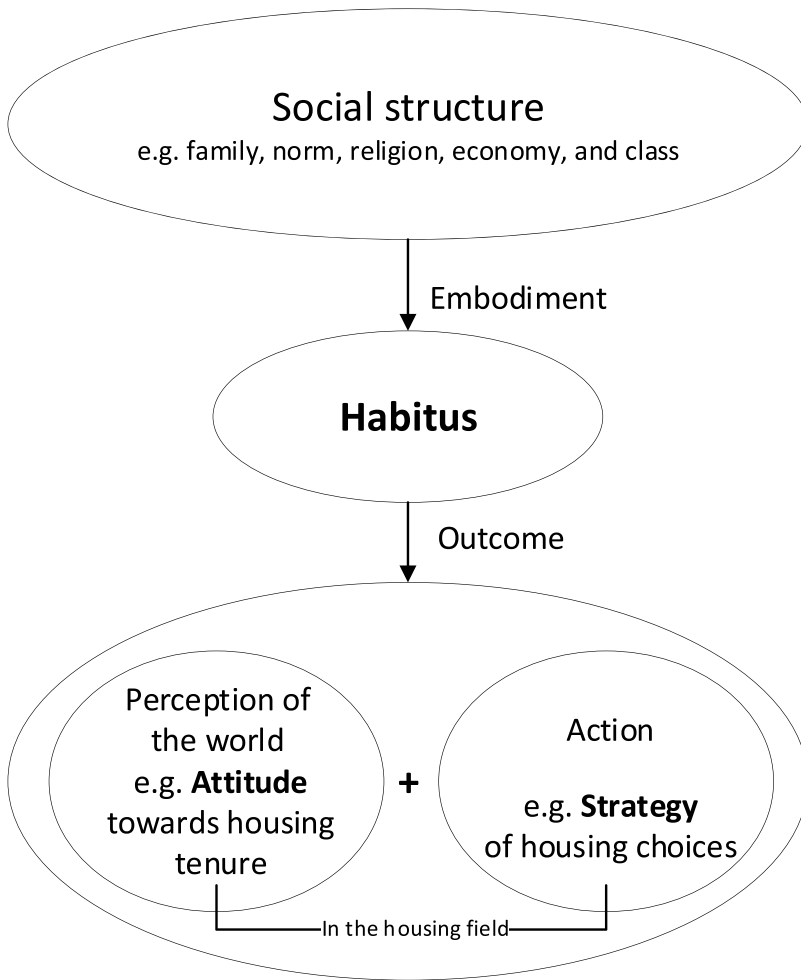 Social structure
e.g. family, norm, religion, economy, and class
Embodiment
Habitus
Outcome
Perception of
the world
e.g. Attitude
towards housing
tenure
+
Action
e.g. Strategy
of housing choices
In the housing field